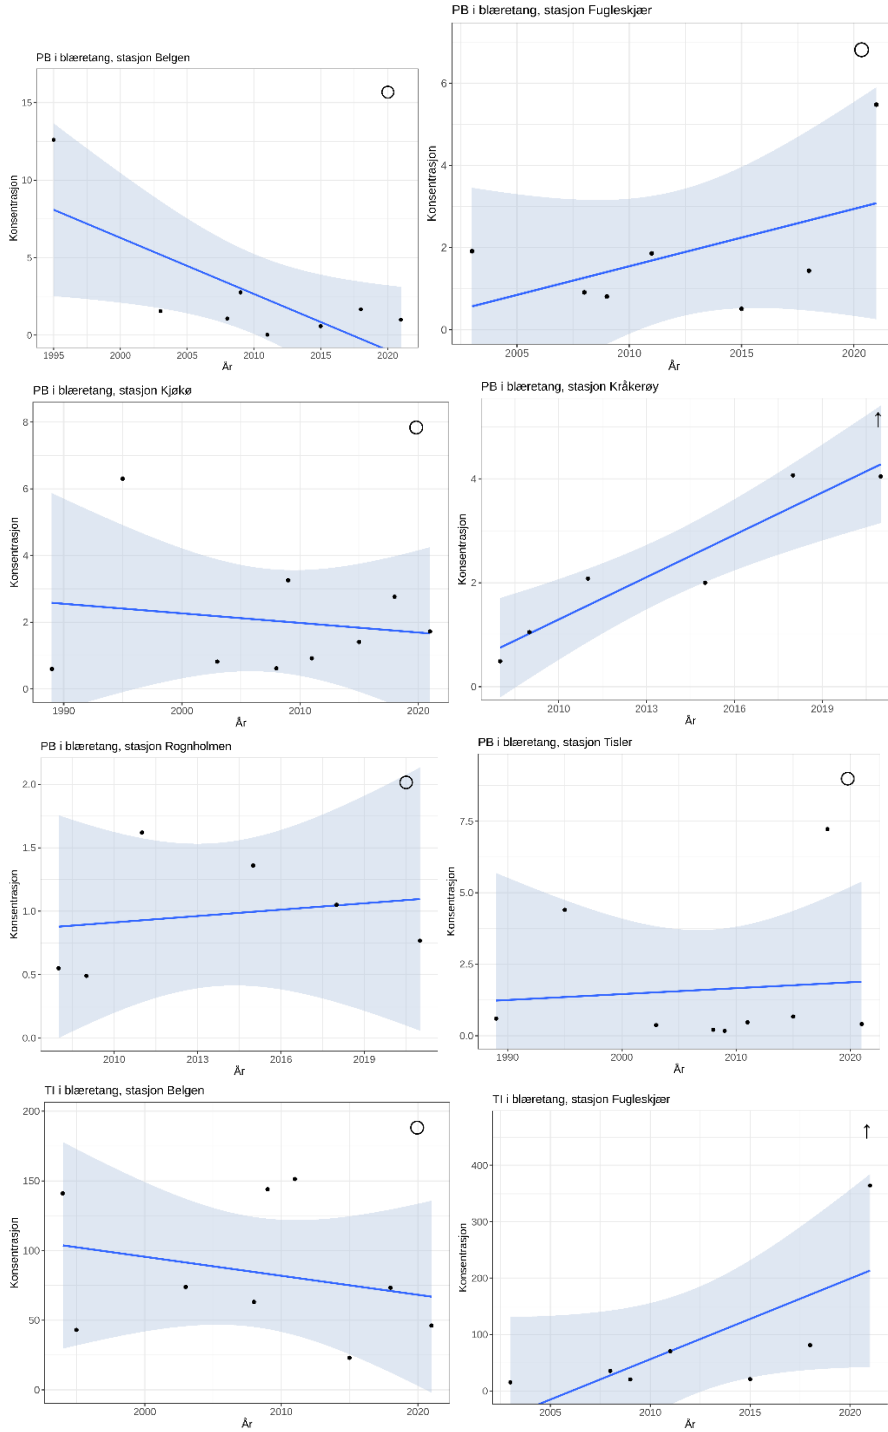 PB i blæretang, stasjon Belgen
Konsentrasjon
15
10
5
0
1995 2000 2005 2010 2015 2020
År
PB i blæretang, stasjon Fugleskjær
Konsentrasjon
6
4
2
0
2005 2010 2015 2020
År
PB i blæretang, stasjon Kjøkø
Konsentrasjon
8
6
4
2
0
1990 2000 2010 2020
År
PB i blæretang, stasjon Kråkerøy
↑
Konsentrasjon
4
2
0
2010 2013 2016 2019
År
PB i blæretang, stasjon Rognholmen
Konsentrasjon
2.0
1.5
1.0
0.5
0.0
2010 2013 2016 2019
År
PB i blæretang, stasjon Tisler
Konsentrasjon
7.5
5.0
2.5
0.0
1990 2000 2010 2020
År
TI i blæretang, stasjon Belgen
Konsentrasjon
200
150
100
50
0
2000 2010 2020
År
TI i blæretang, stasjon Fugleskjær
↑
Konsentrasjon
400
300
200
100
0
2005 2010 2015 2020
År